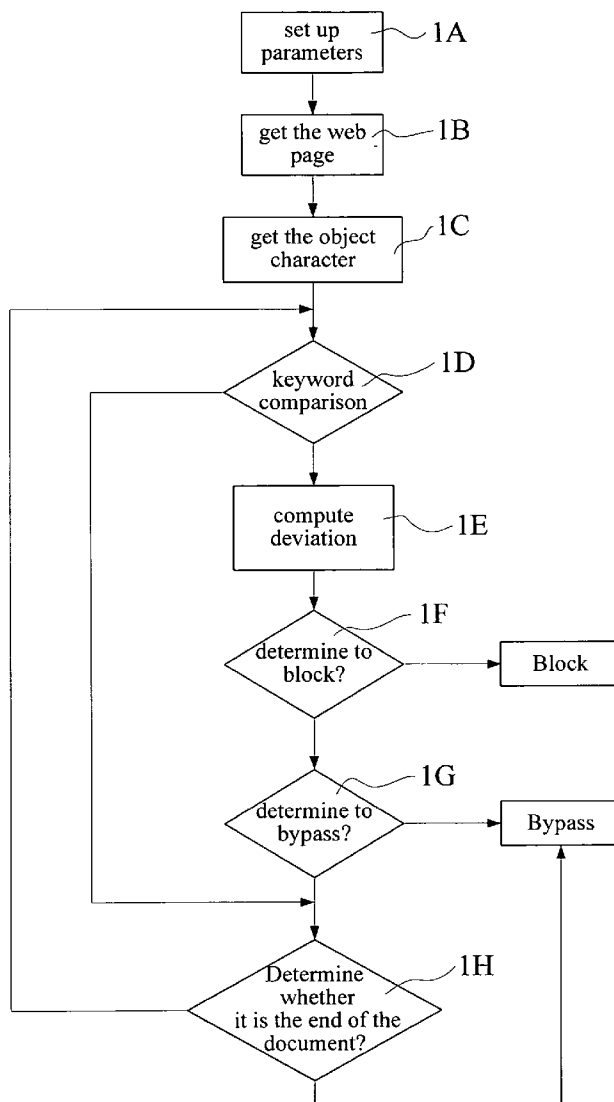 set up
parameters
1A
get the web
page
1B
get the object
character
1C
keyword
comparison
1D
compute
deviation
1E
determine to
block?
1F
Block
determine to
bypass?
1G
Bypass
Determine
whether
it is the end of the
document?
1H